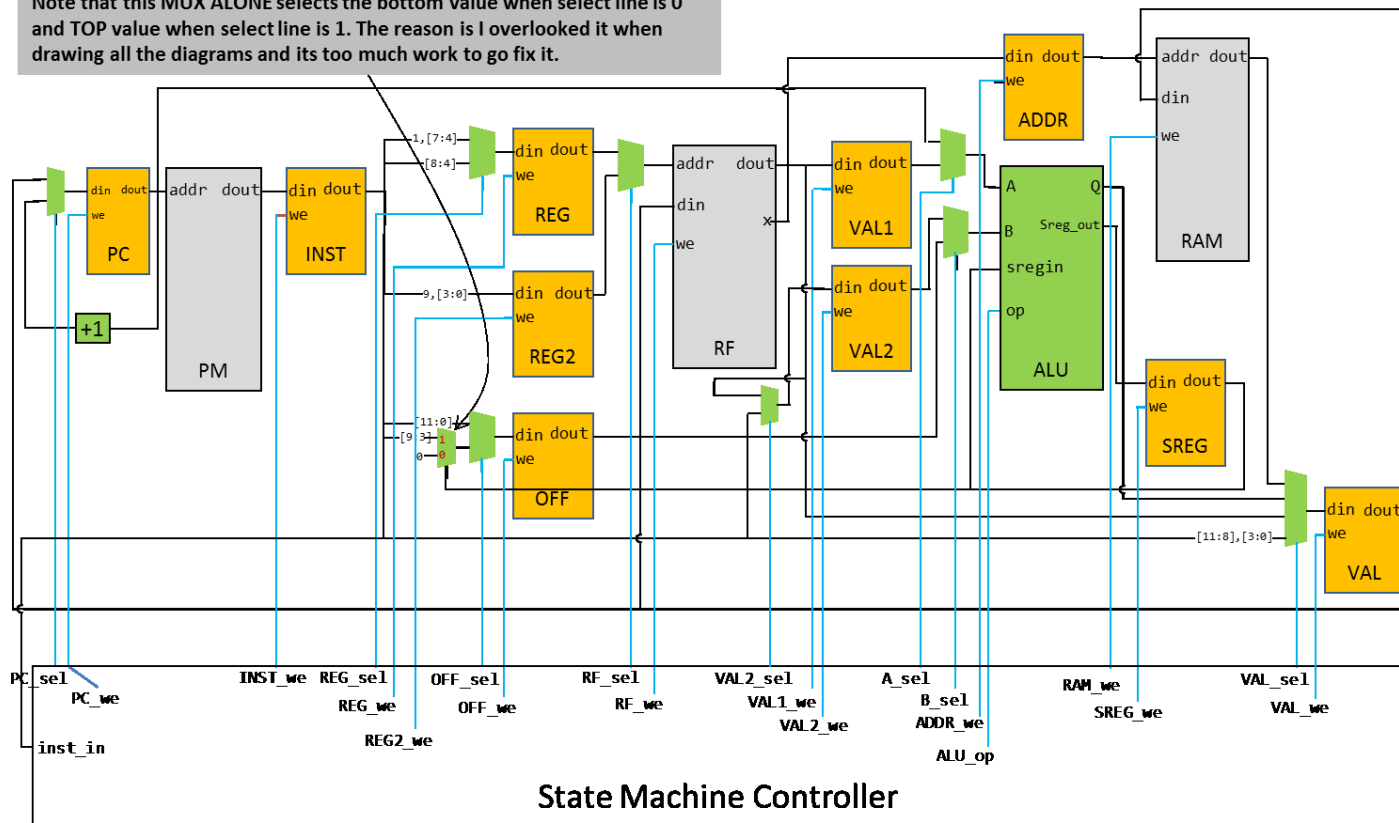 Note that this MUX ALONE selects the bottom value when select line is 0
and TOP value when select line is 1. The reason is I overlooked it when
drawing all the diagrams and its too much work to go fix it.
din dout
we
ADDR
addr dout
din
we
RAM
1,[7:4]
[8:4]
din dout
we
REG
addr dout
din
x
we
RF
din dout
we
VAL1
A Q
Sreg_out
B
sregin
op
ALU
din dout
we
PC
addr dout
PM
din dout
we
INST
9,[3:0]
din dout
we
REG2
din dout
we
VAL2
+1
din dout
we
SREG
[11:0]
[9:3]
1
0
0
din dout
we
OFF
[11:8],[3:0]
din dout
we
VAL
PC_sel
PC_we
INST_we
REG_sel
REG_we
REG2_we
OFF_sel
OFF_we
RF_sel
RF_we
VAL2_sel
VAL1_we
VAL2_we
A_sel
B_sel
ADDR_we
ALU_op
RAM_we
SREG_we
VAL_sel
VAL_we
inst_in
State Machine Controller